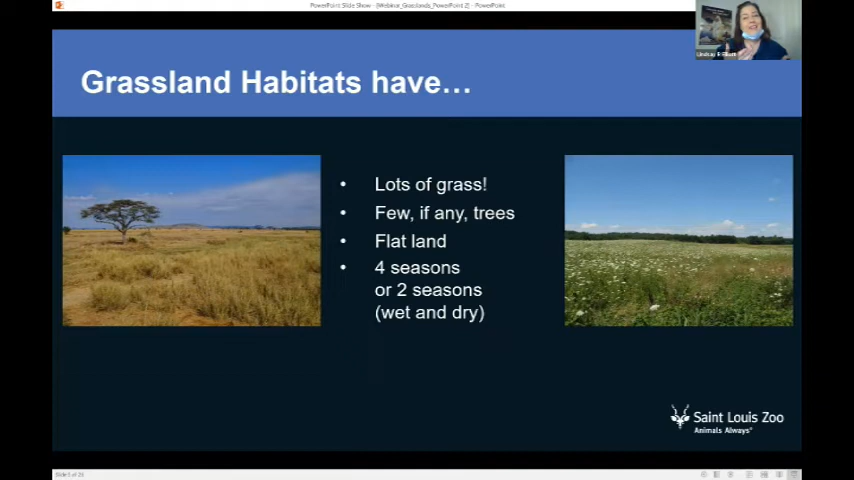 PowerPoint Slide Show - [Webinar_Grasslands_PowerPoint 2] - PowerPoint
Grassland Habitats have…
• Lots of grass!
• Few, if any, trees
• Flat land
• 4 seasons
or 2 seasons
(wet and dry)
Saint Louis Zoo
Animals Always®